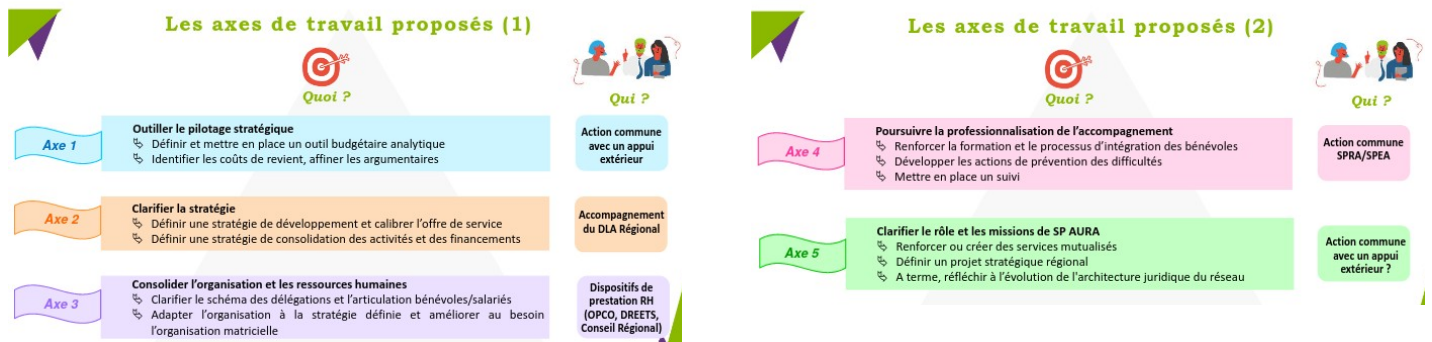 Les axes de travail proposés (1)
Quoi ?
Qui ?
Axe 1
Outiller le pilotage stratégique
Définir et mettre en place un outil budgétaire analytique
Identifier les coûts de revient, affiner les argumentaires
Action commune
avec un appui
extérieur
Axe 2
Clarifier la stratégie
Définir une stratégie de développement et calibrer l'offre de service
Définir une stratégie de consolidation des activités et des financements
Accompagnement
du DLA Régional
Axe 3
Consolider l'organisation et les ressources humaines
Clarifier le schéma des délégations et l'articulation bénévoles/salariés
Adapter l'organisation à la stratégie définie et améliorer au besoin
l'organisation matricielle
Dispositifs de
prestation RH
(OPCO, DREETS,
Conseil Régional)
Les axes de travail proposés (2)
Quoi ?
Qui ?
Axe 4
Poursuivre la professionnalisation de l'accompagnement
Renforcer la formation et le processus d'intégration des bénévoles
Développer les actions de prévention des difficultés
Mettre en place un suivi
Action commune
SPRA/SPEA
Axe 5
Clarifier le rôle et les missions de SP AURA
Renforcer ou créer des services mutualisés
Définir un projet stratégique régional
A terme, réfléchir à l'évolution de l'architecture juridique du réseau
Action commune
avec un appui
extérieur ?